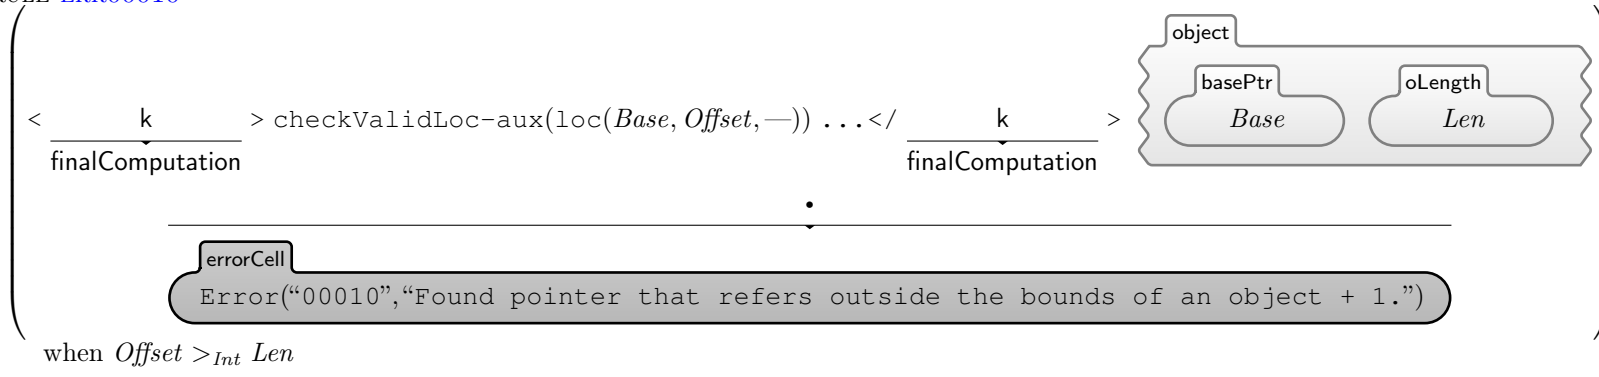 ERR00010
object
basePtr oLength
< k > checkValidLoc-aux(loc(Base, Offset,—)) ...</ k > Base Len
finalComputation finalComputation
•
errorCell
Error(“00010”,“Found pointer that refers outside the bounds of an object + 1.”)
when Offset >Int Len